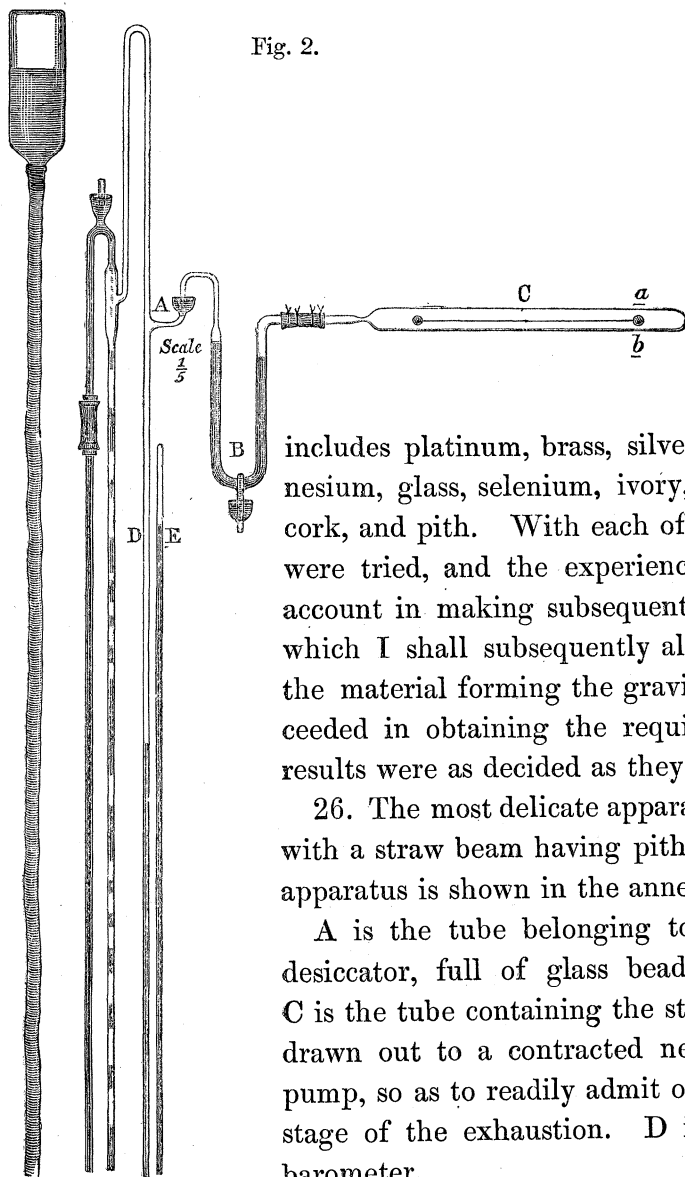 Fig. 2.
C
a
b
A
Scale
1/5
B
D
E
includes platinum, brass, silve
nesium, glass, selenium, ivory,
cork, and pith. With each of
were tried, and the experienc
account in making subsequent
which I shall subsequently al
the material forming the gravi
ceeded in obtaining the requi
results were as decided as they
26. The most delicate appara
with a straw beam having pith
apparatus is shown in the anne
A is the tube belonging to
desiccator, full of glass bead
C is the tube containing the st
drawn out to a contracted ne
pump, so as to readily admit o
stage of the exhaustion. D i
barometer.